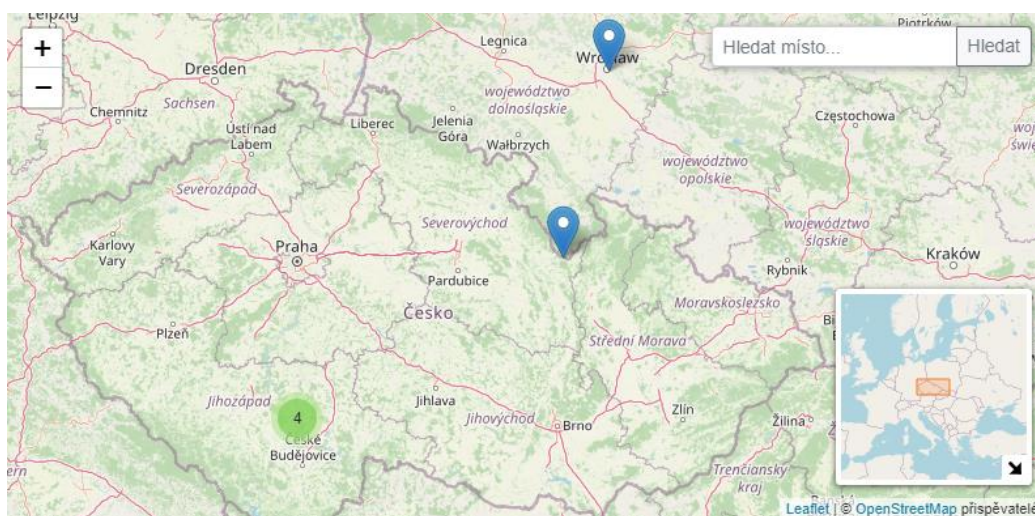 Leipzig
Piotrków
+
Legnica
Hledat místo...
Hledat
Wrocław
−
Dresden
województwo
dolnośląskie
Chemnitz
Sachsen
Częstochowa
Jelenia
Góra
Liberec
Ústí nad
Labem
Wałbrzych
województwo
opolskie
Severozápad
Severovýchod
województwo
śląskie
Karlovy
Vary
Praha
Kraków
Rybnik
Pardubice
Moravskoslezsko
Česko
Plzeň
Střední Morava
Jihozápad
4
Jihlava
Jihovýchod
Brno
Zlín
Žilina
České
Budějovice
Trenčiansky
kraj
Leaflet | © OpenStreetMap přispěvatelé